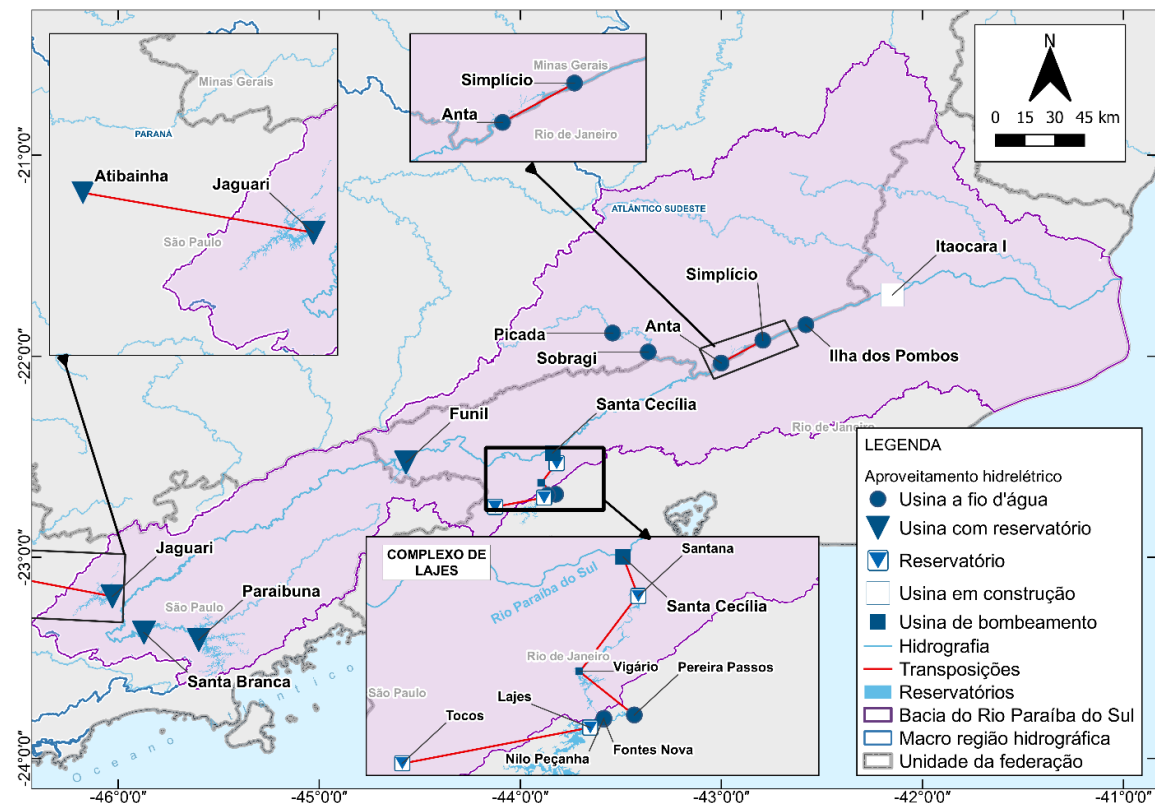 Minas Gerais
PARANÁ
Atibainha
Jaguari
São Paulo
Minas Gerais
Simplício
Anta
Rio de Janeiro
N
0 15 30 45 km
ATLÂNTICO SUDESTE
Itaocara I
Simplício
Anta
Picada
Sobragi
Ilha dos Pombos
Funil
Santa Cecília
Rio de Janeiro
Jaguari
São Paulo
Paraibuna
Santa Branca
Oceano Atlântico
COMPLEXO DE
LAJES
Santana
Rio Paraíba do Sul
Santa Cecília
Rio de Janeiro
Vigário
Pereira Passos
São Paulo
Lajes
Tocos
Fontes Nova
Nilo Peçanha
LEGENDA
Aproveitamento hidrelétrico
Usina a fio d'água
Usina com reservatório
Reservatório
Usina em construção
Usina de bombeamento
Hidrografia
Transposições
Reservatórios
Bacia do Rio Paraíba do Sul
Macro região hidrográfica
Unidade da federação
-21°0'0"
-22°0'0"
-23°0'0"
-24°0'0"
-46°0'0"
-45°0'0"
-44°0'0"
-43°0'0"
-42°0'0"
-41°0'0"